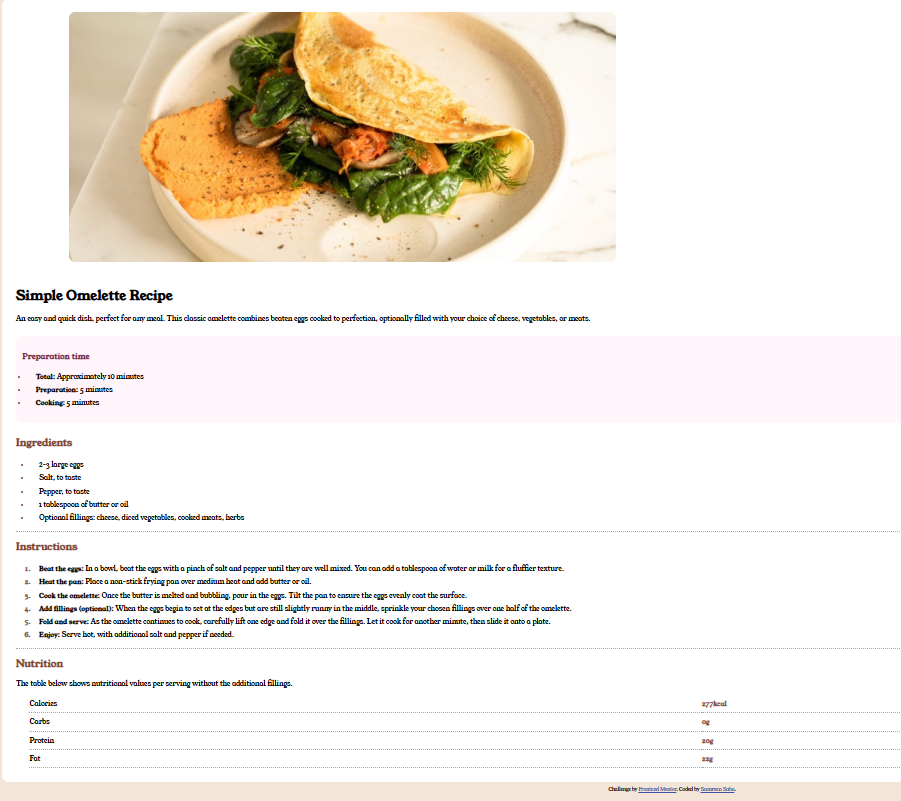 Simple Omelette Recipe
An easy and quick dish, perfect for any meal. This classic omelette combines beaten eggs cooked to perfection, optionally filled with your choice of cheese, vegetables, or meats.
Preparation time
• Total: Approximately 10 minutes
• Preparation: 5 minutes
• Cooking: 5 minutes
Ingredients
• 2-3 large eggs
• Salt, to taste
• Pepper, to taste
• 1 tablespoon of butter or oil
• Optional fillings: cheese, diced vegetables, cooked meats, herbs
Instructions
1. Beat the eggs: In a bowl, beat the eggs with a pinch of salt and pepper until they are well mixed. You can add a tablespoon of water or milk for a fluffier texture.
2. Heat the pan: Place a non-stick frying pan over medium heat and add butter or oil.
3. Cook the omelette: Once the butter is melted and bubbling, pour in the eggs. Tilt the pan to ensure the eggs evenly coat the surface.
4. Add fillings (optional): When the eggs begin to set at the edges but are still slightly runny in the middle, sprinkle your chosen fillings over one half of the omelette.
5. Fold and serve: As the omelette continues to cook, carefully lift one edge and fold it over the fillings. Let it cook for another minute, then slide it onto a plate.
6. Enjoy: Serve hot, with additional salt and pepper if needed.
Nutrition
The table below shows nutritional values per serving without the additional fillings.
Calories 277kcal
Carbs 0g
Protein 20g
Fat 22g
Challenge by Frontend Mentor. Coded by Sumreen Suba.